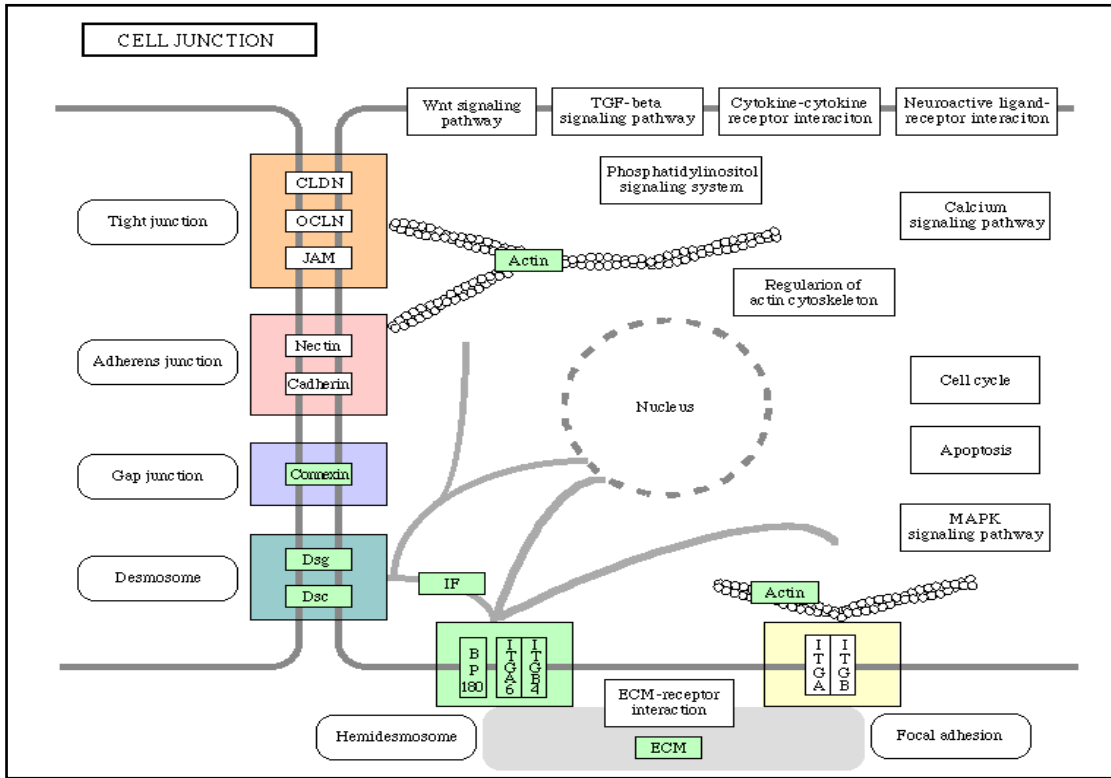 CELL JUNCTION
Wnt signaling
pathway
TGF-beta
signaling pathway
Cytokine-cytokine
receptor interaciton
Neuroactive ligand-
receptor interaciton
Phosphatidylinositol
signaling system
Calcium
signaling pathway
Tight junction
CLDN
OCLN
JAM
Actin
Regularion of
actin cytoskeleton
Adherens junction
Nectin
Cadherin
Nucleus
Cell cycle
Gap junction
Connexin
Apoptosis
MAPK
signaling pathway
Desmosome
Dsg
Dsc
IF
Actin
BP180
ITGA6
ITGB4
ITGA
ITGB
ECM-receptor
interaction
Hemidesmosome
ECM
Focal adhesion